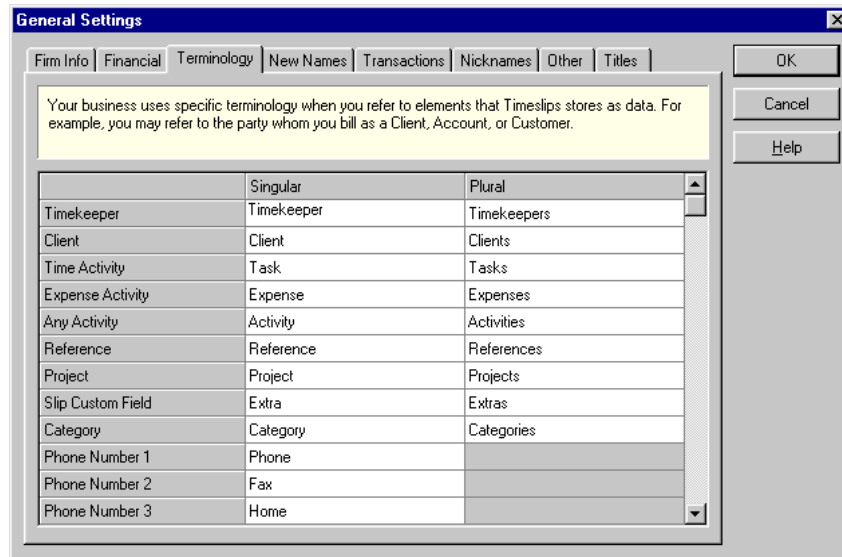 General Settings
Firm Info Financial Terminology New Names Transactions Nicknames Other Titles
OK
Cancel
Help
Your business uses specific terminology when you refer to elements that Timeslips stores as data. For
example, you may refer to the party whom you bill as a Client, Account, or Customer.
Singular Plural
Timekeeper Timekeeper Timekeepers
Client Client Clients
Time Activity Task Tasks
Expense Activity Expense Expenses
Any Activity Activity Activities
Reference Reference References
Project Project Projects
Slip Custom Field Extra Extras
Category Category Categories
Phone Number 1 Phone
Phone Number 2 Fax
Phone Number 3 Home